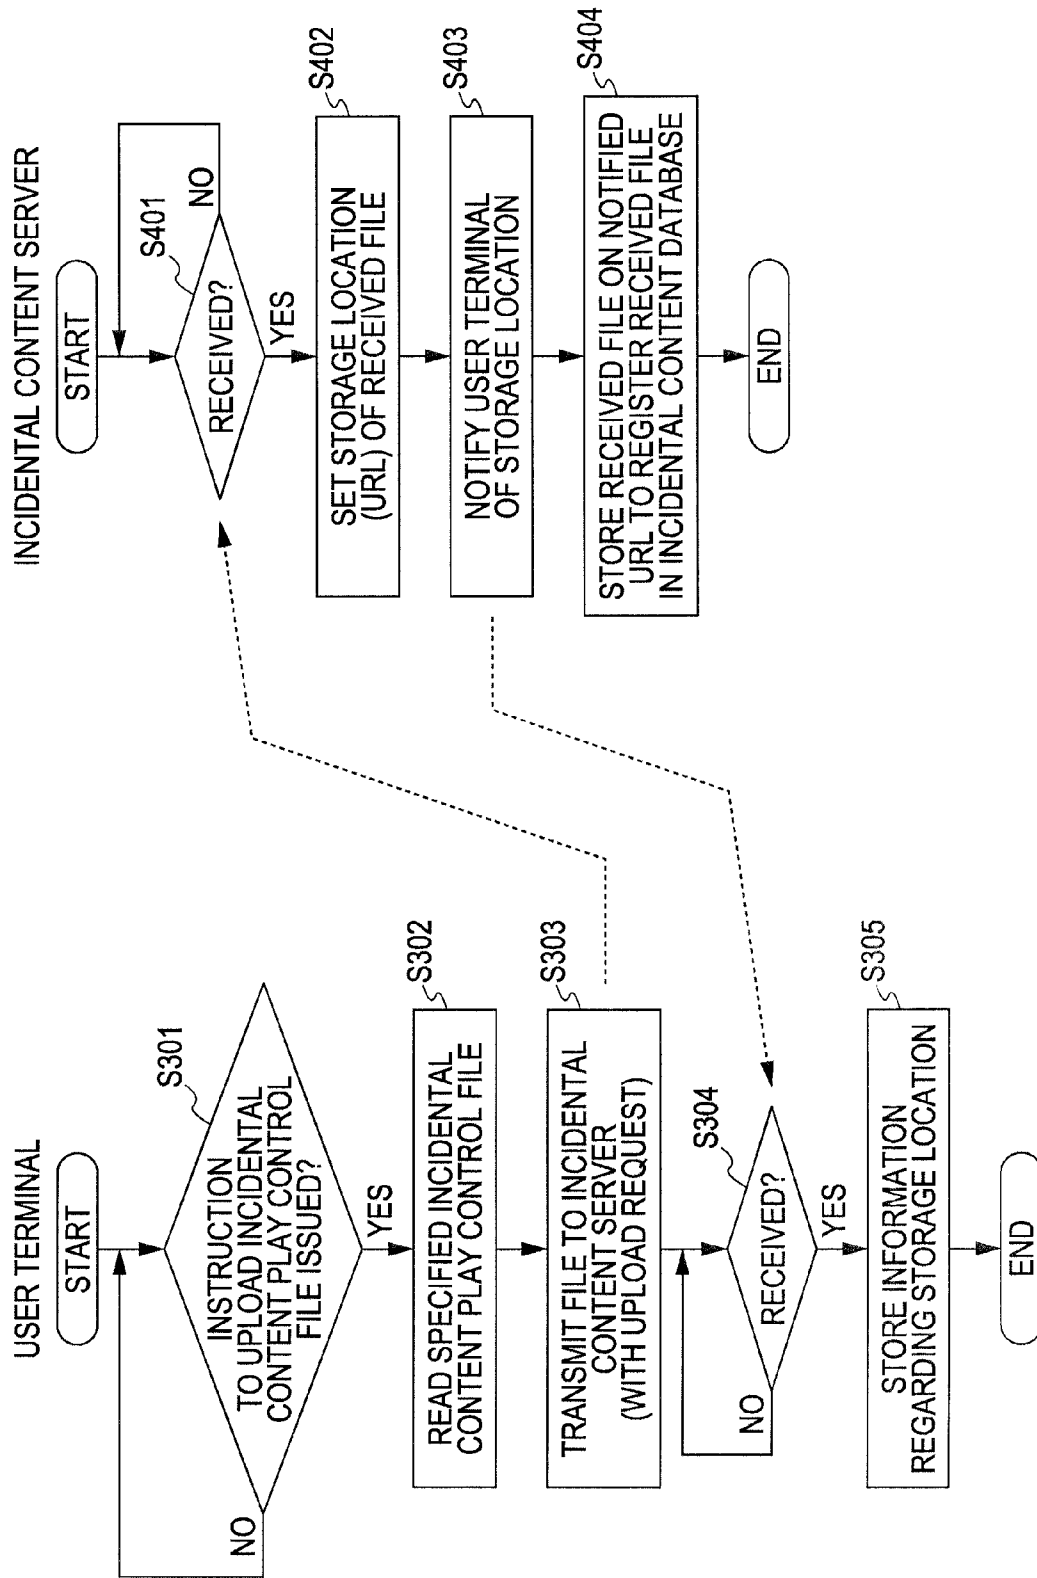 USER TERMINAL
START
S301
INSTRUCTION
TO UPLOAD INCIDENTAL
CONTENT PLAY CONTROL
FILE ISSUED?
NO
YES
S302
READ SPECIFIED INCIDENTAL
CONTENT PLAY CONTROL FILE
S303
TRANSMIT FILE TO INCIDENTAL
CONTENT SERVER
(WITH UPLOAD REQUEST)
S304
RECEIVED?
NO
YES
S305
STORE INFORMATION
REGARDING STORAGE LOCATION
END
INCIDENTAL CONTENT SERVER
START
S401
RECEIVED?
NO
YES
S402
SET STORAGE LOCATION
(URL) OF RECEIVED FILE
S403
NOTIFY USER TERMINAL
OF STORAGE LOCATION
S404
STORE RECEIVED FILE ON NOTIFIED
URL TO REGISTER RECEIVED FILE
IN INCIDENTAL CONTENT DATABASE
END